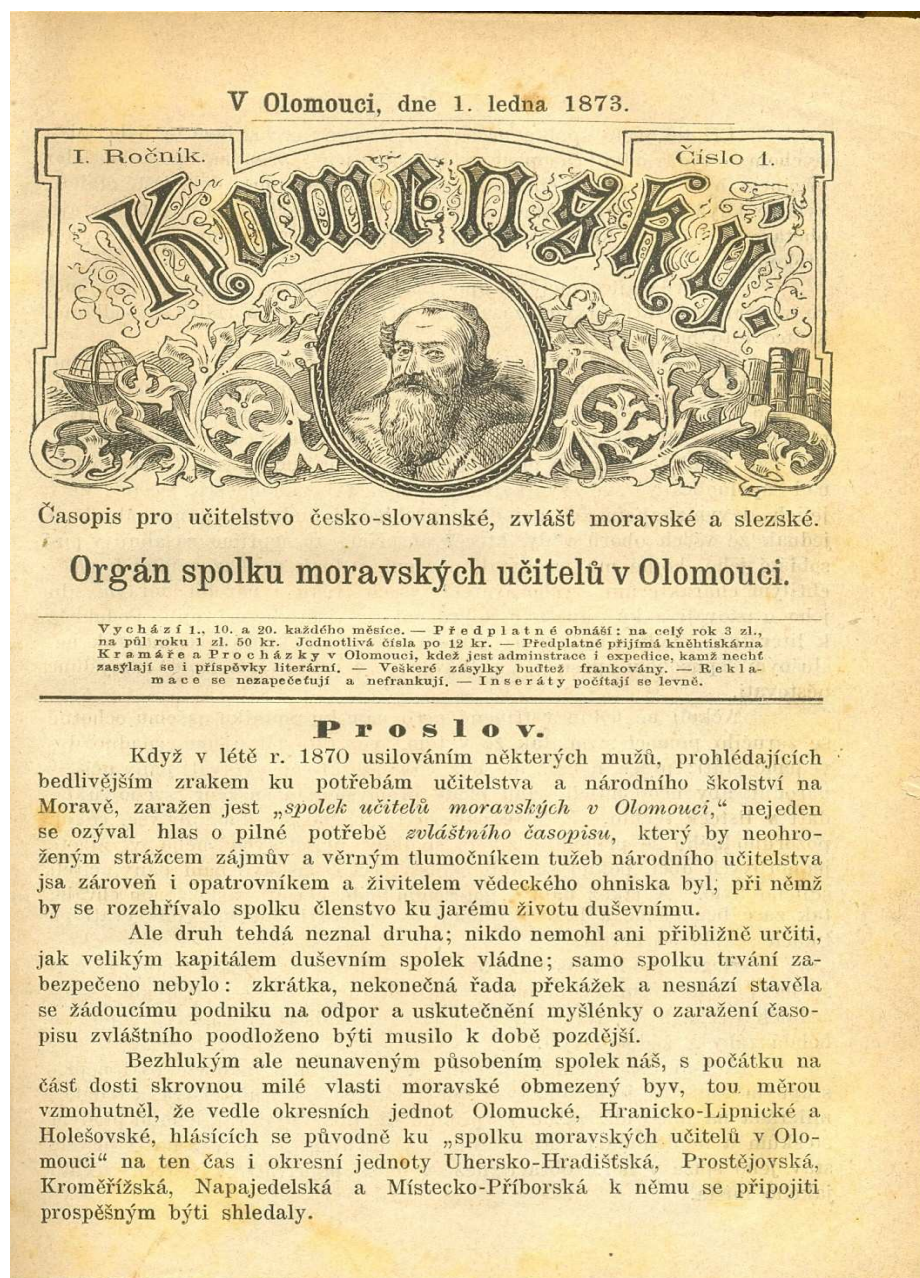 V Olomouci, dne 1. ledna 1873.
I. Ročník.
Číslo 1.
Komenský.
Časopis pro učitelstvo česko-slovanské, zvlášť moravské a slezské.
Orgán spolku moravských učitelů v Olomouci.
Vychází 1., 10. a 20. každého měsíce. — Předplatné obnáší: na celý rok 3 zl.,
na půl roku 1 zl. 50 kr. Jednotlivá čísla po 12 kr. — Předplatné přijímá kněhtiskárna
Kramáře a Procházky v Olomouci, kdež jest adminstrace i expedice, kamž nechť
zasýlají se i příspěvky literární. — Veškeré zásylky buďtež frankovány. — Rekla-
mace se nezapečeťují a nefrankují. — Inseráty počítají se levně.
Proslov.
Když v létě r. 1870 usilováním některých mužů, prohlédajících
bedlivějším zrakem ku potřebám učitelstva a národního školství na
Moravě, zaražen jest „spolek učitelů moravských v Olomouci,“ nejeden
se ozýval hlas o pilné potřebě zvláštního časopisu, který by neohro-
ženým strážcem zájmův a věrným tlumočníkem tužeb národního učitelstva
jsa zároveň i opatrovníkem a živitelem vědeckého ohniska byl, při němž
by se rozehřívalo spolku členstvo ku jarému životu duševnímu.
Ale druh tehdá neznal druha; nikdo nemohl ani přibližně určiti,
jak velikým kapitálem duševním spolek vládne; samo spolku trvání za-
bezpečeno nebylo: zkrátka, nekonečná řada překážek a nesnází stavěla
se žádoucímu podniku na odpor a uskutečnění myšlénky o zaražení časo-
pisu zvláštního poodloženo býti musilo k době pozdější.
Bezhlukým ale neunaveným působením spolek náš, s počátku na
část dosti skrovnou milé vlasti moravské obmezený byv, tou měrou
vzmohutněl, že vedle okresních jednot Olomucké, Hranicko-Lipnické a
Holešovské, hlásících se původně ku „spolku moravských učitelů v Olo-
mouci“ na ten čas i okresní jednoty Uhersko-Hradišťská, Prostějovská,
Kroměřížská, Napajedelská a Místecko-Příborská k němu se připojiti
prospěšným býti shledaly.